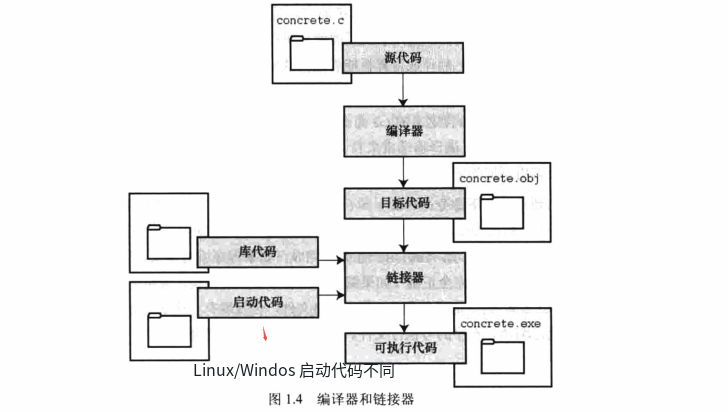 concrete.c
源代码
编译器
concrete.obj
目标代码
库代码
链接器
启动代码
concrete.exe
可执行代码
Linux/Windos 启动代码不同
图 1.4 编译器和链接器